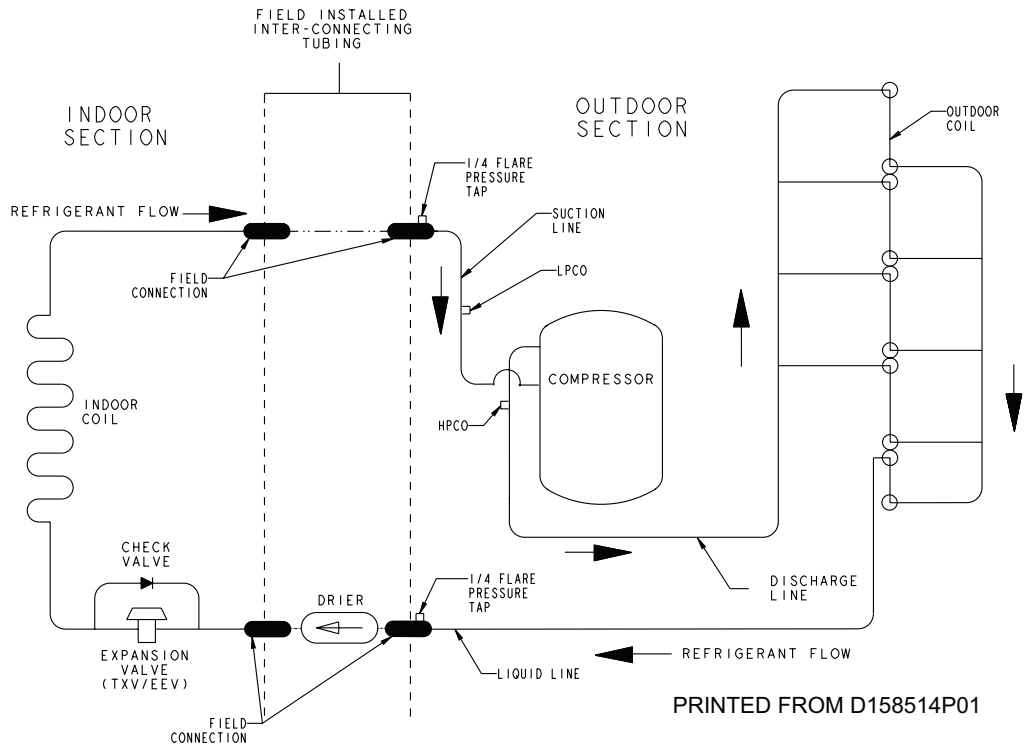 FIELD INSTALLED
INTER-CONNECTING
TUBING
INDOOR
SECTION
OUTDOOR
SECTION
OUTDOOR
COIL
1/4 FLARE
PRESSURE
TAP
REFRIGERANT FLOW
SUCTION
LINE
FIELD
CONNECTION
LPCO
COMPRESSOR
INDOOR
COIL
HPCO
CHECK
VALVE
DRIER
1/4 FLARE
PRESSURE
TAP
DISCHARGE
LINE
EXPANSION
VALVE
(TXV/EEV)
LIQUID LINE
REFRIGERANT FLOW
FIELD
CONNECTION
PRINTED FROM D158514P01